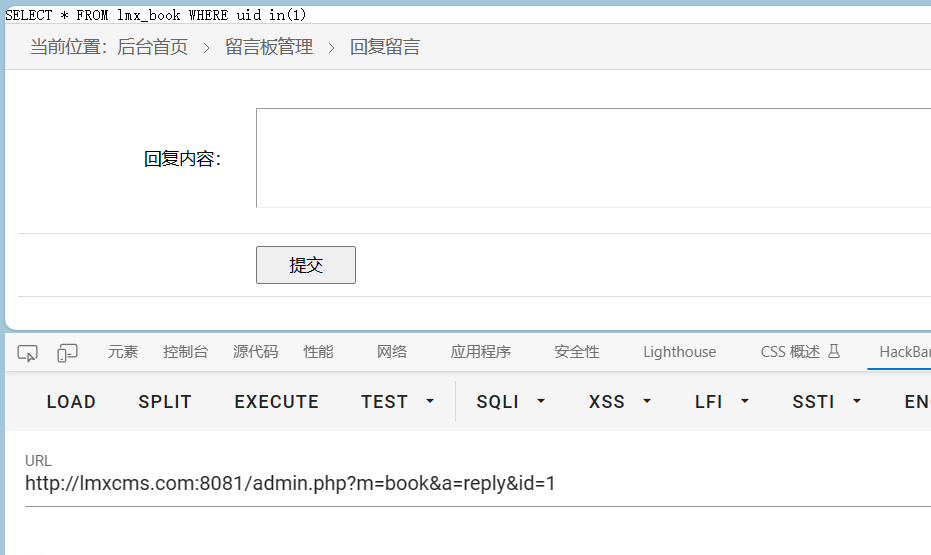 SELECT * FROM lmx_book WHERE uid in(1)
当前位置：后台首页 > 留言板管理 > 回复留言
回复内容：
提交
元素 控制台 源代码 性能 网络 应用程序 安全性 Lighthouse CSS 概述 HackBar
LOAD SPLIT EXECUTE TEST SQLI XSS LFI SSTI EN
URL
http://lmxcms.com:8081/admin.php?m=book&a=reply&id=1